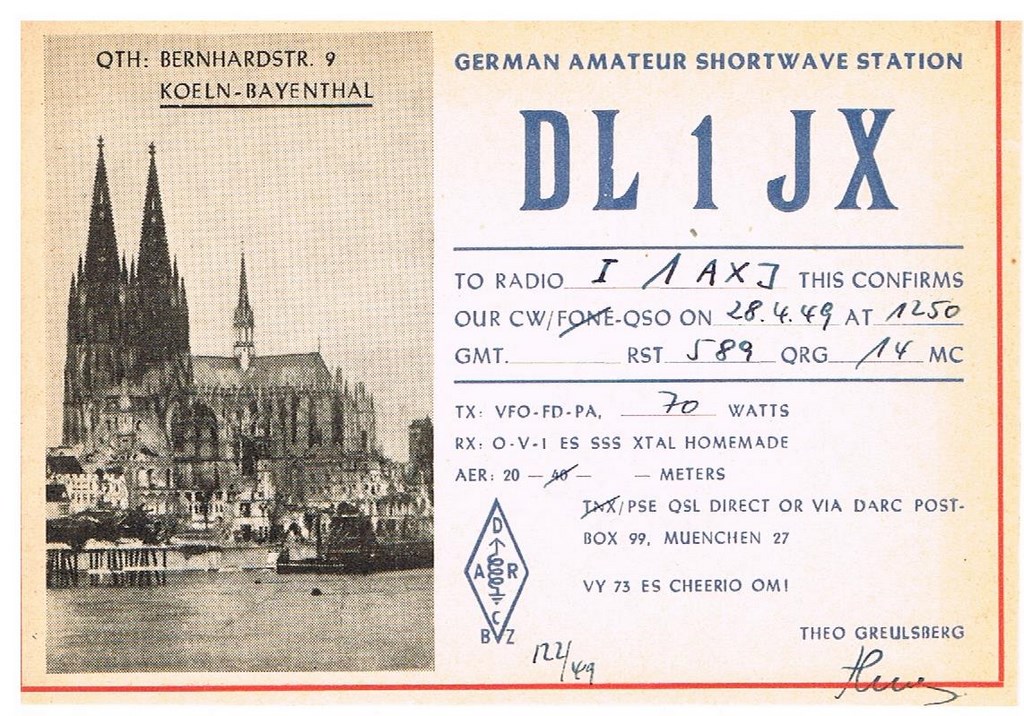 QTH: BERNHARDSTR. 9
KOELN-BAYENTHAL
GERMAN AMATEUR SHORTWAVE STATION
DL 1 JX
TO RADIO I 1 AXJ THIS CONFIRMS
OUR CW/FONE-QSO ON 28.4.49 AT 1250
GMT. RST 589 QRG 14 MC
TX: VFO-FD-PA, 70 WATTS
RX: O-V-1 ES SSS XTAL HOMEMADE
AER: 20 — 40 — — METERS
TNX/PSE QSL DIRECT OR VIA DARC POST-
BOX 99, MUENCHEN 27
VY 73 ES CHEERIO OM!
D
A R
C
B Z
THEO GREULSBERG
122/49